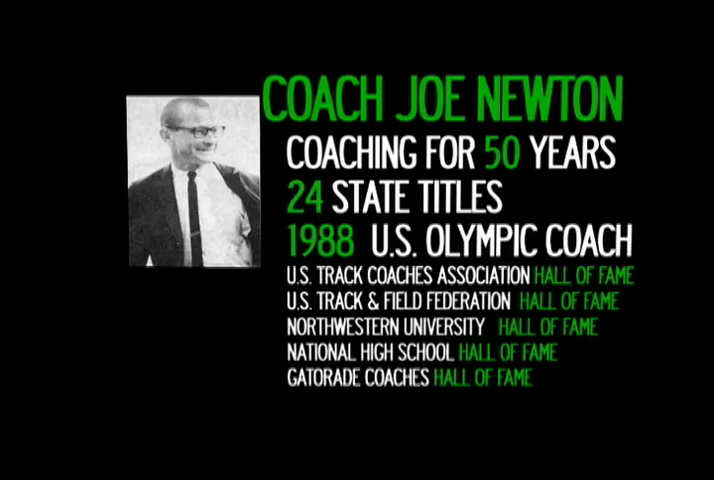 COACH JOE NEWTON
COACHING FOR 50 YEARS
24 STATE TITLES
1988 U.S. OLYMPIC COACH
U.S. TRACK COACHES ASSOCIATION HALL OF FAME
U.S. TRACK & FIELD FEDERATION HALL OF FAME
NORTHWESTERN UNIVERSITY HALL OF FAME
NATIONAL HIGH SCHOOL HALL OF FAME
GATORADE COACHES HALL OF FAME